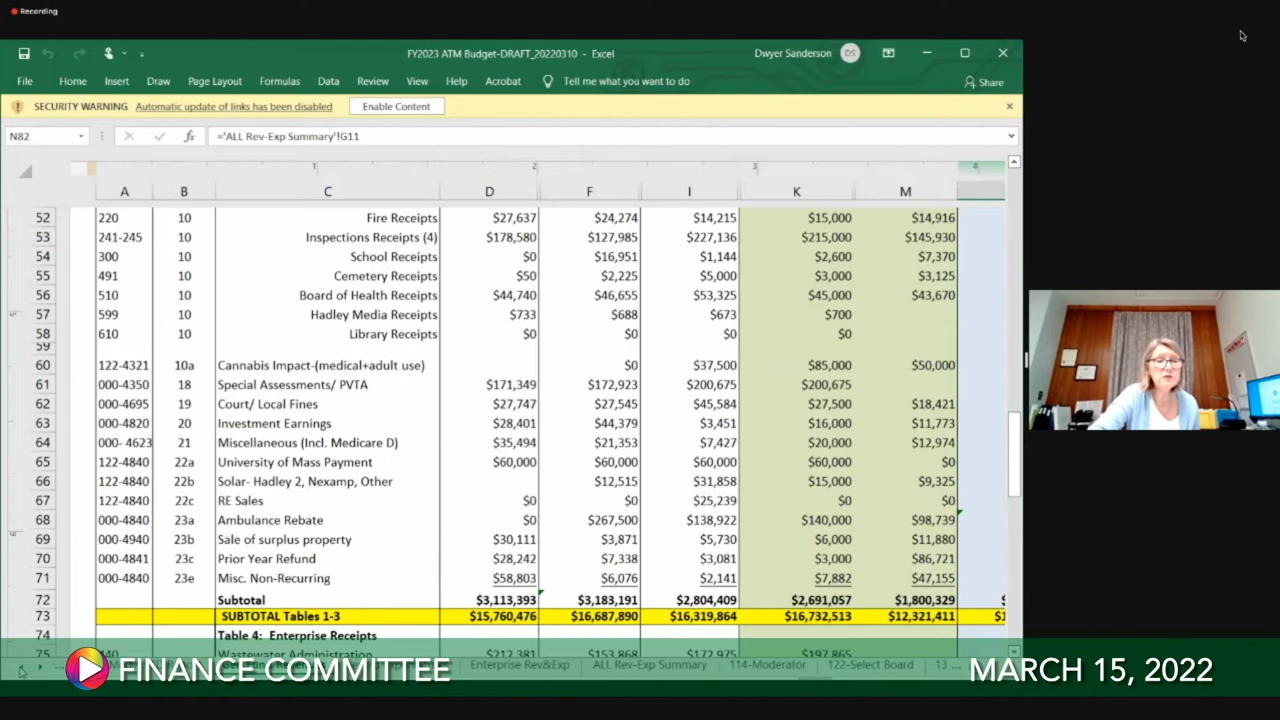 Recording
FY2023 ATM Budget-DRAFT_20220310 - Excel
Dwyer Sanderson DS
File Home Insert Draw Page Layout Formulas Data Review View Help Acrobat Tell me what you want to do Share
SECURITY WARNING Automatic update of links has been disabled Enable Content
N82 fx ='ALL Rev-Exp Summary'!G11
1 2 3 4
A B C D F I K M
52 220 10 Fire Receipts $27,637 $24,274 $14,215 $15,000 $14,916
53 241-245 10 Inspections Receipts (4) $178,580 $127,985 $227,136 $215,000 $145,930
54 300 10 School Receipts $0 $16,951 $1,144 $2,600 $7,370
55 491 10 Cemetery Receipts $50 $2,225 $5,000 $3,000 $3,125
56 510 10 Board of Health Receipts $44,740 $46,655 $53,325 $45,000 $43,670
57 599 10 Hadley Media Receipts $733 $688 $673 $700
58 610 10 Library Receipts $0 $0 $0 $0
59
60 122-4321 10a Cannabis Impact-(medical+adult use) $0 $37,500 $85,000 $50,000
61 000-4350 18 Special Assessments/ PVTA $171,349 $172,923 $200,675 $200,675
62 000-4695 19 Court/ Local Fines $27,747 $27,545 $45,584 $27,500 $18,421
63 000-4820 20 Investment Earnings $28,401 $44,379 $3,451 $16,000 $11,773
64 000- 4623 21 Miscellaneous (Incl. Medicare D) $35,494 $21,353 $7,427 $20,000 $12,974
65 122-4840 22a University of Mass Payment $60,000 $60,000 $60,000 $60,000 $0
66 122-4840 22b Solar- Hadley 2, Nexamp, Other $12,515 $31,858 $15,000 $9,325
67 122-4840 22c RE Sales $0 $0 $25,239 $0 $0
68 000-4840 23a Ambulance Rebate $0 $267,500 $138,922 $140,000 $98,739
69 000-4940 23b Sale of surplus property $30,111 $3,871 $5,730 $6,000 $11,880
70 000-4841 23c Prior Year Refund $28,242 $7,338 $3,081 $3,000 $86,721
71 000-4840 23e Misc. Non-Recurring $58,803 $6,076 $2,141 $7,882 $47,155
72 Subtotal $3,113,393 $3,183,191 $2,804,409 $2,691,057 $1,800,329
73 SUBTOTAL Tables 1-3 $15,760,476 $16,687,890 $16,319,864 $16,732,513 $12,321,411
74 Table 4: Enterprise Receipts
75 440 Wastewater Administration $212,381 $153,868 $172,975 $197,865
Enterprise Rev&Exp ALL Rev-Exp Summary 114-Moderator 122-Select Board 13 ...
FINANCE COMMITTEE MARCH 15, 2022